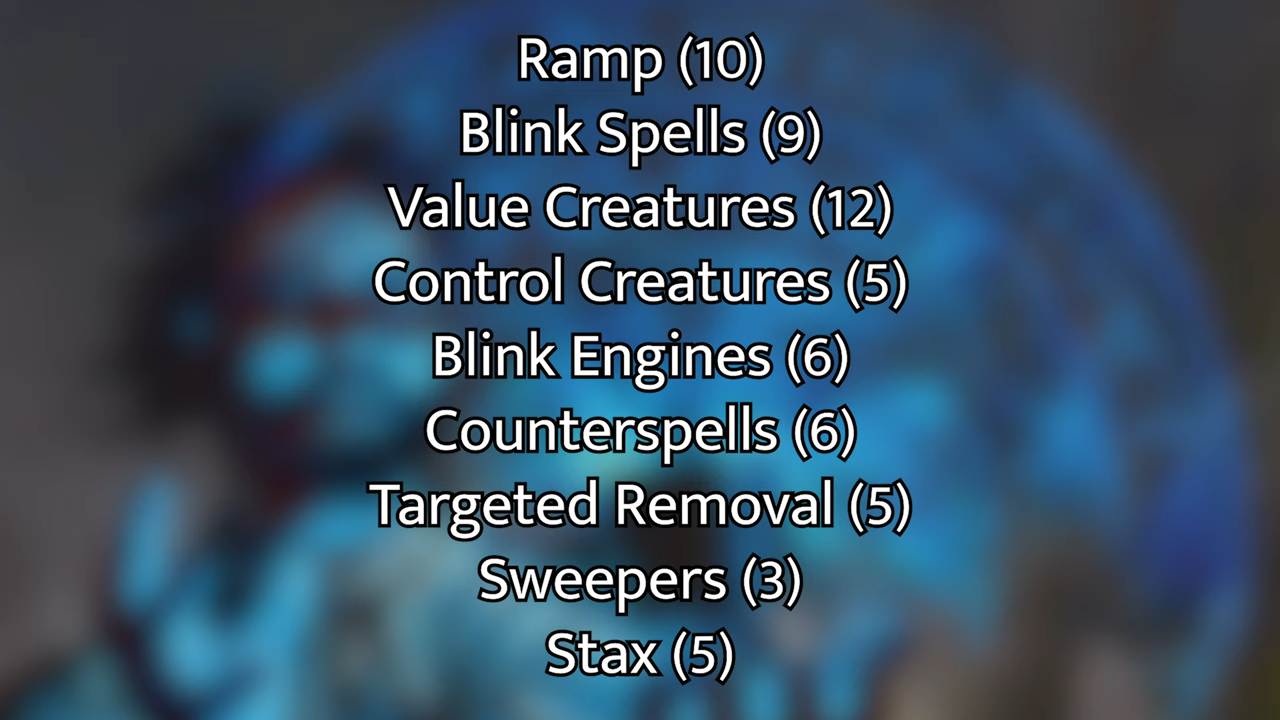 Ramp (10)
Blink Spells (9)
Value Creatures (12)
Control Creatures (5)
Blink Engines (6)
Counterspells (6)
Targeted Removal (5)
Sweepers (3)
Stax (5)